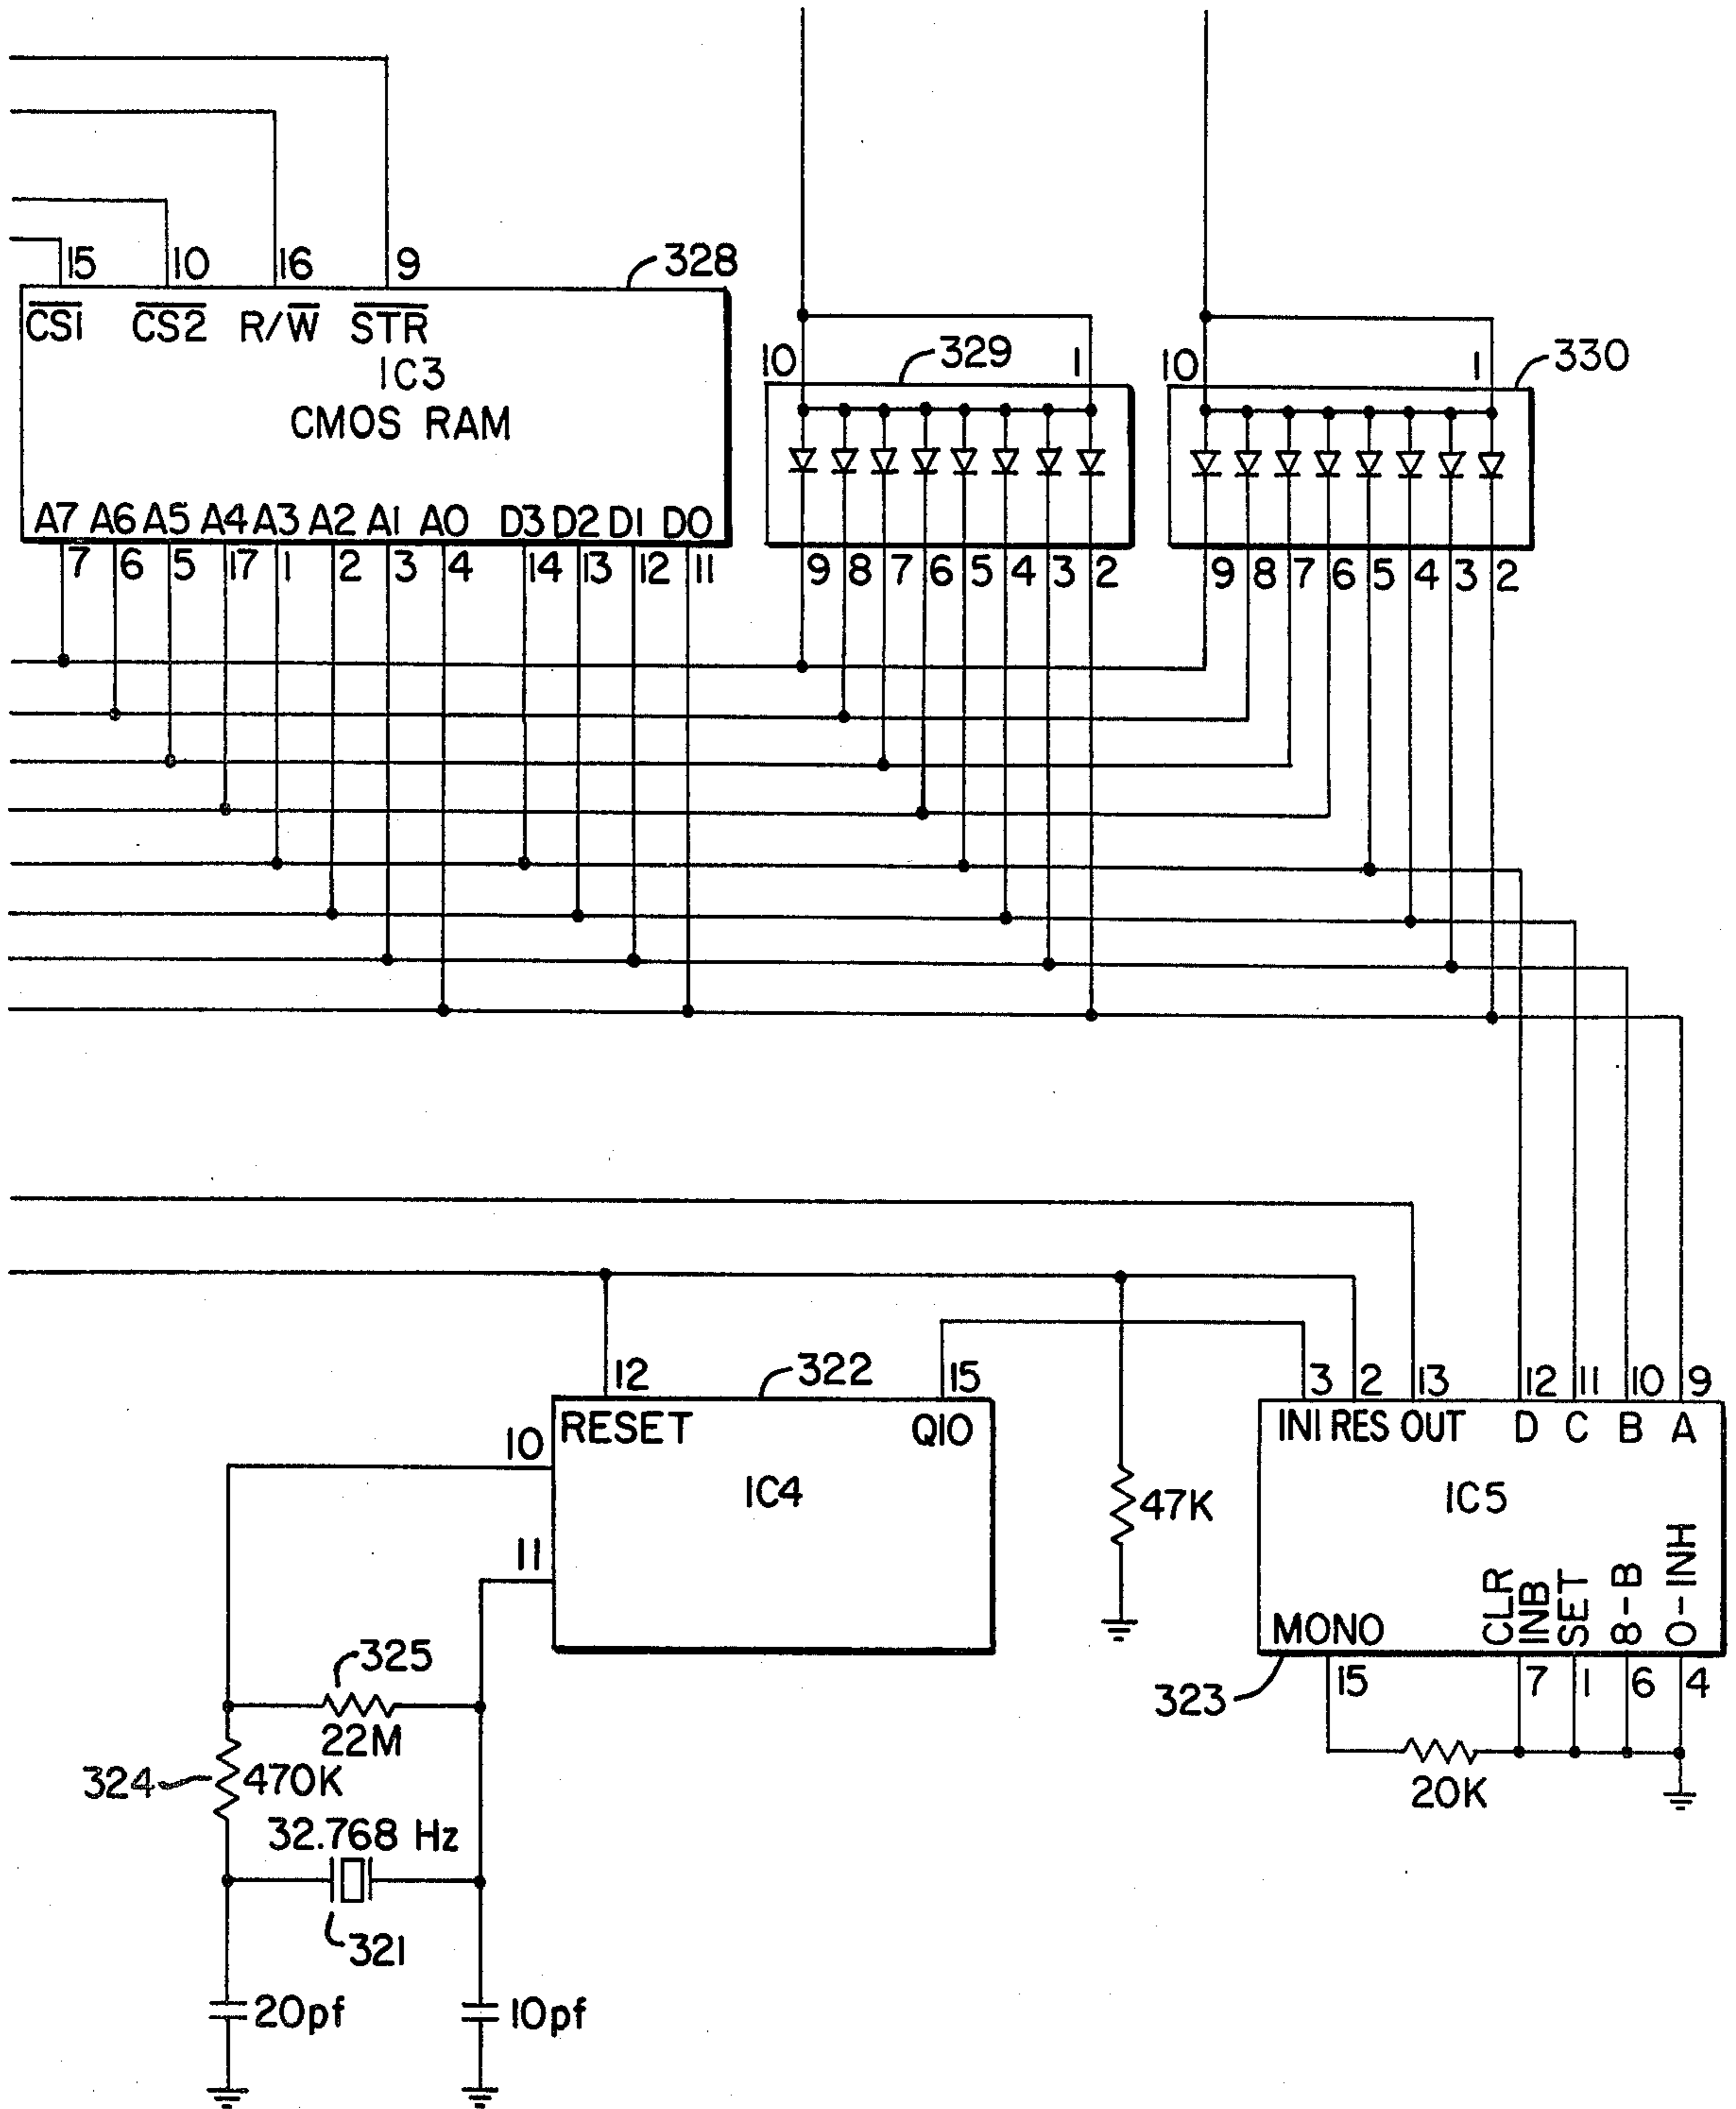 15 10 16 9 328
CS1 CS2 R/W STR
IC3
CMOS RAM
A7 A6 A5 A4 A3 A2 A1 A0 D3 D2 D1 D0
7 6 5 17 1 2 3 4 14 13 12 11
10 329 1
9 8 7 6 5 4 3 2
10 1 330
9 8 7 6 5 4 3 2
12 322 15
RESET Q10
10
IC4
11
47K
3 2 13 12 11 10 9
IN1 RES OUT D C B A
IC5
MONO CLR INB SET 8-B O-INH
323 15 7 1 6 4
20K
325
22M
324 470K
32.768 Hz
321
20pf 10pf